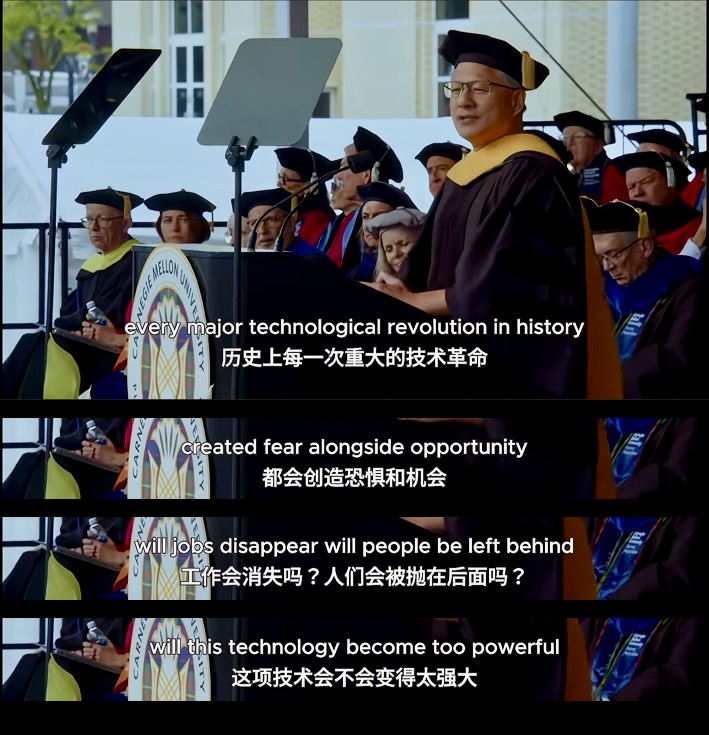 CARNEGIE MELLON UNIVERSITY
every major technological revolution in history
历史上每一次重大的技术革命
created fear alongside opportunity
都会创造恐惧和机会
will jobs disappear will people be left behind
工作会消失吗？人们会被抛在后面吗？
will this technology become too powerful
这项技术会不会变得太强大